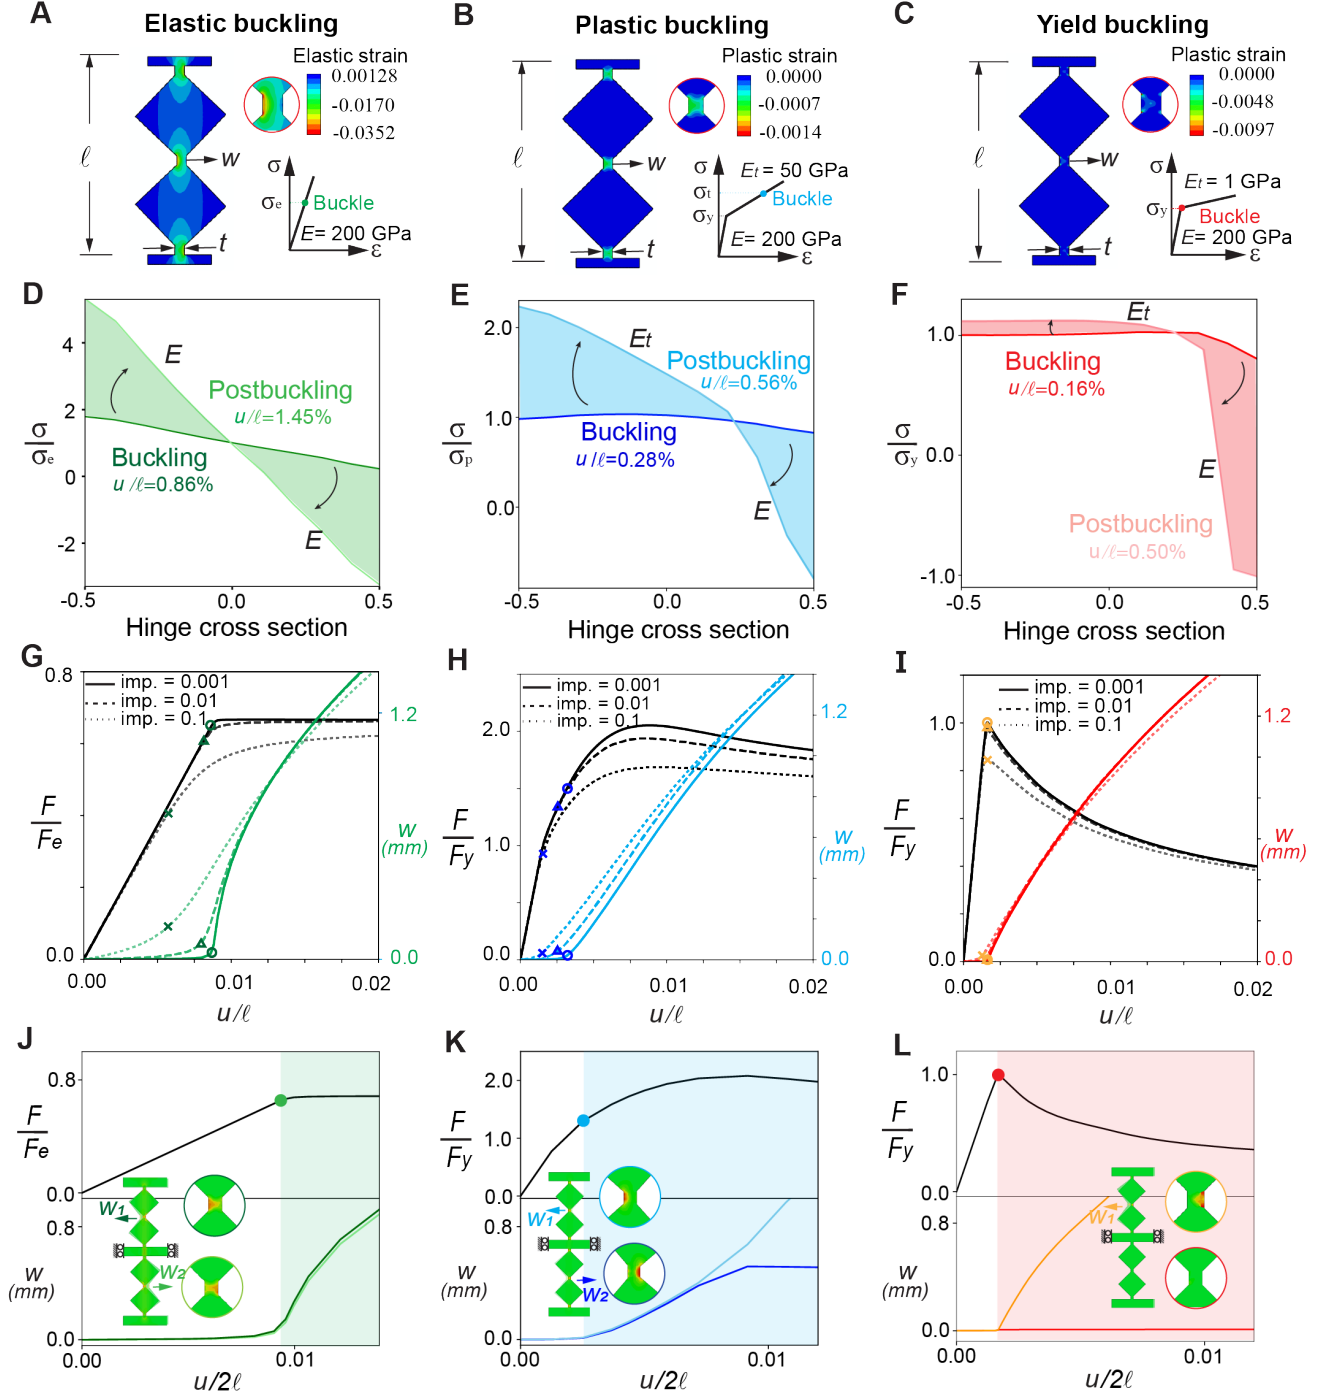 A
Elastic buckling
Elastic strain
0.00128
-0.0170
-0.0352
ℓ
w
t
σ
σe
Buckle
E= 200 GPa
ε
B
Plastic buckling
Plastic strain
0.0000
-0.0007
-0.0014
ℓ
w
t
σ
Et = 50 GPa
σt
Buckle
σy
E= 200 GPa
ε
C
Yield buckling
Plastic strain
0.0000
-0.0048
-0.0097
ℓ
w
t
σ
Et = 1 GPa
σy
Buckling
E= 200 GPa
ε
D
4
2
0
-2
σ/σe
E
Postbuckling
u/ℓ=1.45%
Buckling
u/ℓ=0.86%
E
-0.5
0.0
0.5
Hinge cross section
E
2.0
1.0
0.0
σ/σp
Et
Postbuckling
u/ℓ=0.56%
Buckling
u/ℓ=0.28%
E
-0.5
0.0
0.5
Hinge cross section
F
1.0
0.0
-1.0
σ/σy
Et
Buckling
u/ℓ=0.16%
E
Postbuckling
u/ℓ=0.50%
-0.5
0.0
0.5
Hinge cross section
G
0.8
0.0
F/Fe
imp. = 0.001
imp. = 0.01
imp. = 0.1
1.2
w
(mm)
0.0
0.00
0.01
0.02
u/ℓ
H
2.0
1.0
0.0
F/Fy
imp. = 0.001
imp. = 0.01
imp. = 0.1
1.2
w
(mm)
0.0
0.00
0.01
0.02
u/ℓ
I
1.0
0.0
F/Fy
imp. = 0.001
imp. = 0.01
imp. = 0.1
1.2
w
(mm)
0.0
0.00
0.01
0.02
u/ℓ
J
0.8
F/Fe
0.0
0.8
w
(mm)
0.0
W1
W2
0.00
0.01
u/2ℓ
K
2.0
1.0
F/Fy
0.0
0.8
w
(mm)
0.0
W1
W2
0.00
0.01
u/2ℓ
L
1.0
F/Fy
0.0
0.8
w
(mm)
0.0
W1
0.00
0.01
u/2ℓ